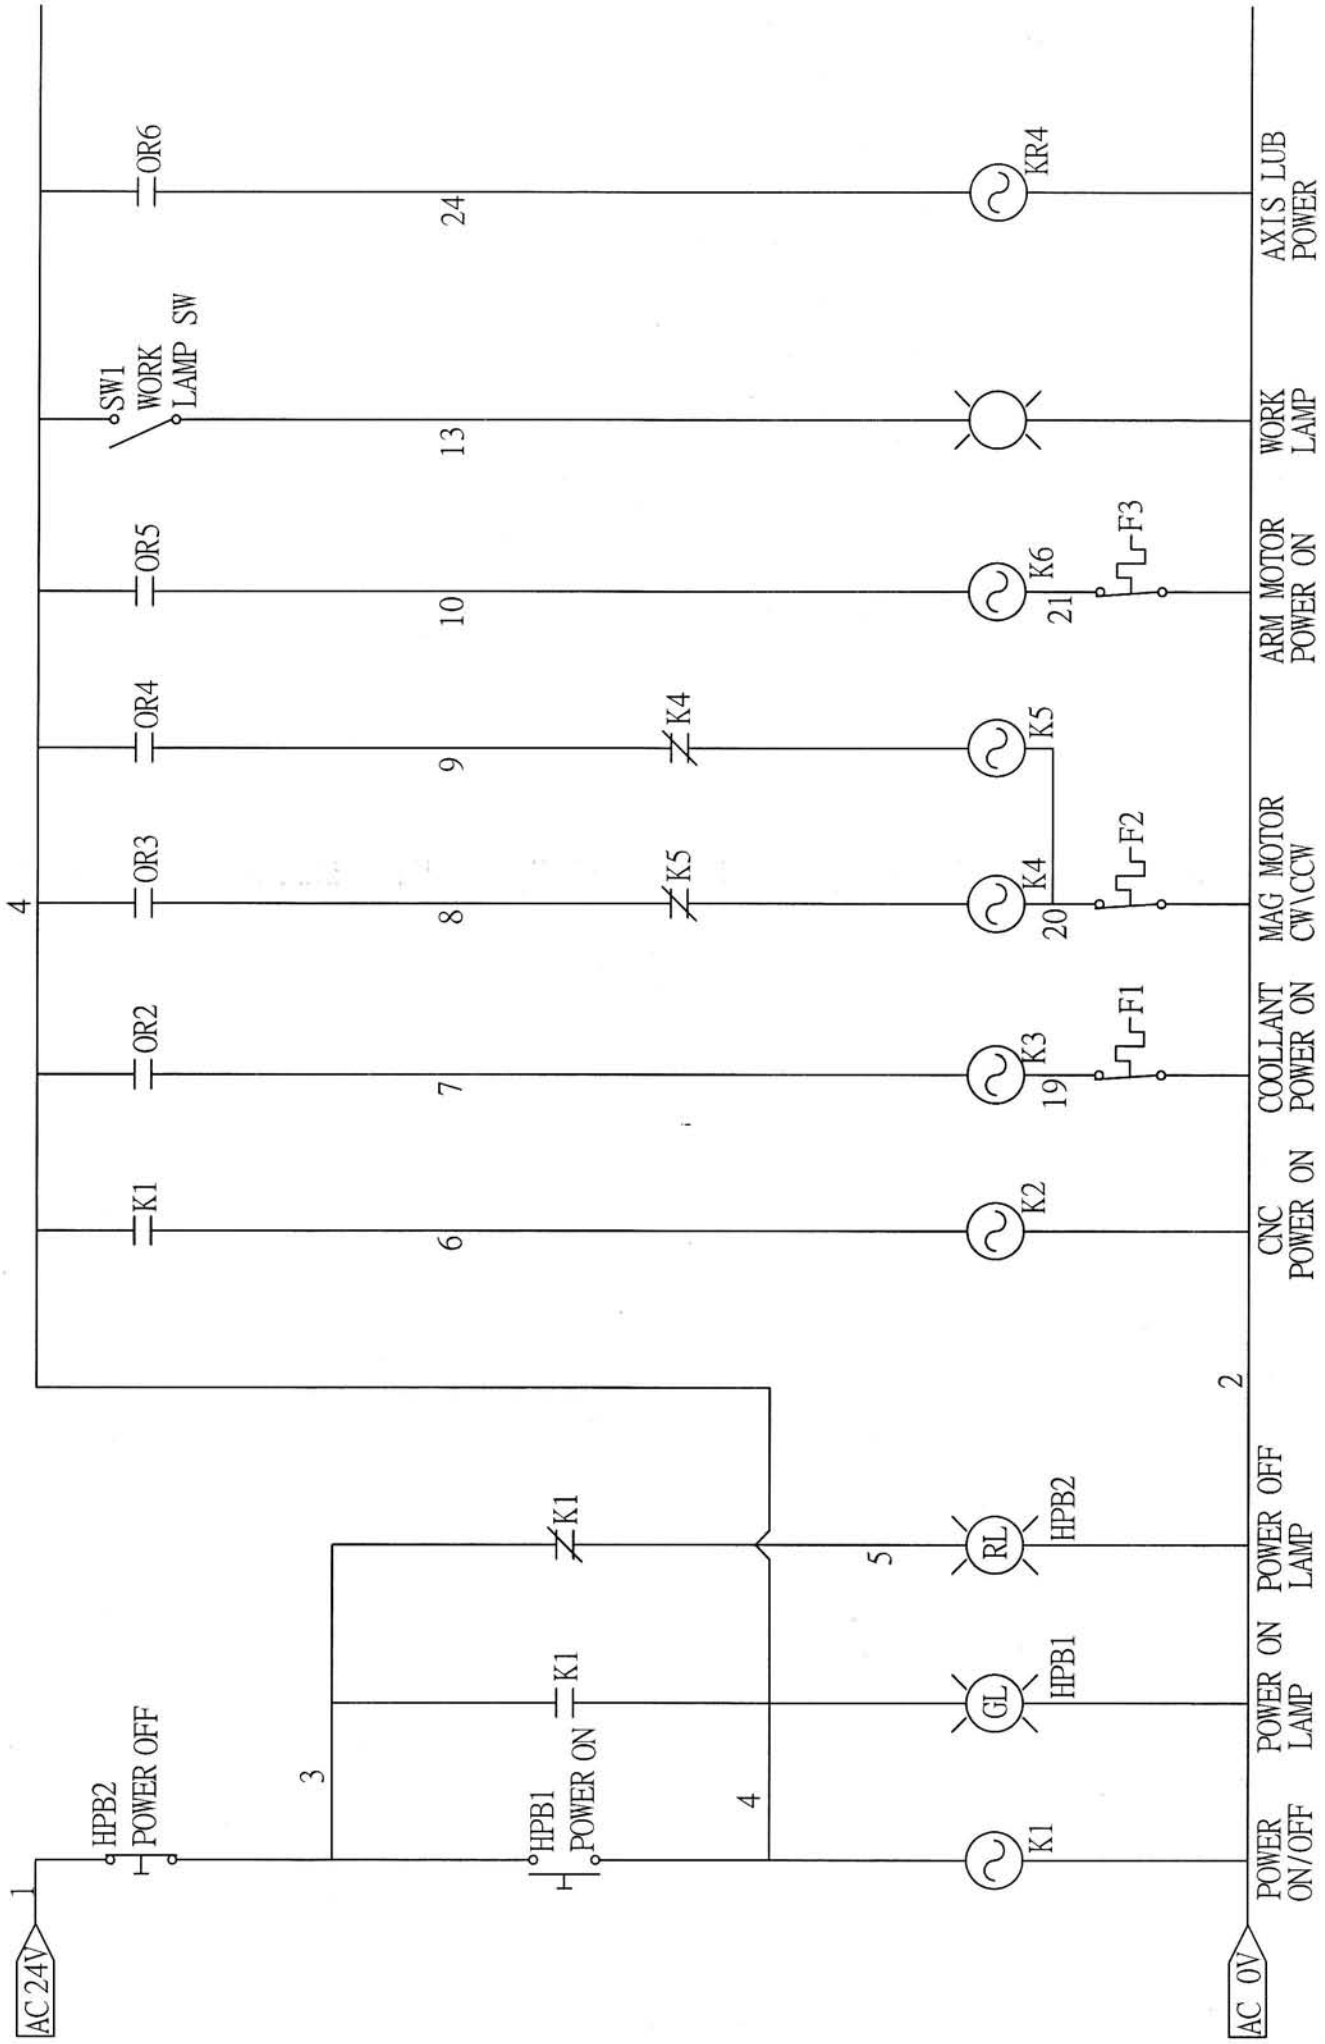 AC 24V
1
HPB2
POWER OFF
3
HPB1
POWER ON
4
K1
POWER
ON/OFF
K1
GL
HPB1
POWER ON
LAMP
K1
5
RL
HPB2
POWER OFF
LAMP
AC 0V
2
4
K1
6
K2
CNC
POWER ON
OR2
7
K3
19
F1
COOLLANT
POWER ON
OR3
8
K5
K4
20
F2
MAG MOTOR
CW\CCW
OR4
9
K4
K5
OR5
10
K6
21
F3
ARM MOTOR
POWER ON
SW1
WORK
LAMP SW
13
WORK
LAMP
OR6
24
KR4
AXIS LUB
POWER